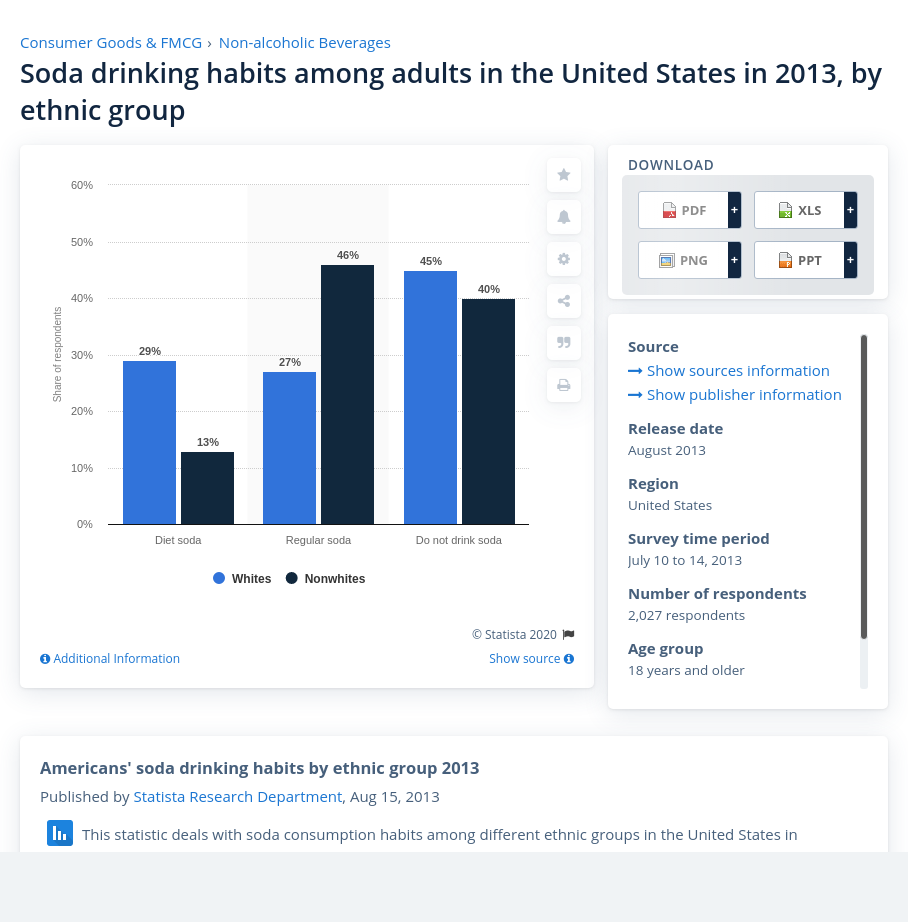 Consumer Goods & FMCG › Non-alcoholic Beverages
Soda drinking habits among adults in the United States in 2013, by
ethnic group
60%
50%
40%
30%
20%
10%
0%
Share of respondents
29%
13%
27%
46%
45%
40%
Diet soda
Regular soda
Do not drink soda
Whites
Nonwhites
© Statista 2020
Additional Information
Show source
DOWNLOAD
PDF +
XLS +
PNG +
PPT +
Source
Show sources information
Show publisher information
Release date
August 2013
Region
United States
Survey time period
July 10 to 14, 2013
Number of respondents
2,027 respondents
Age group
18 years and older
Americans' soda drinking habits by ethnic group 2013
Published by Statista Research Department, Aug 15, 2013
This statistic deals with soda consumption habits among different ethnic groups in the United States in